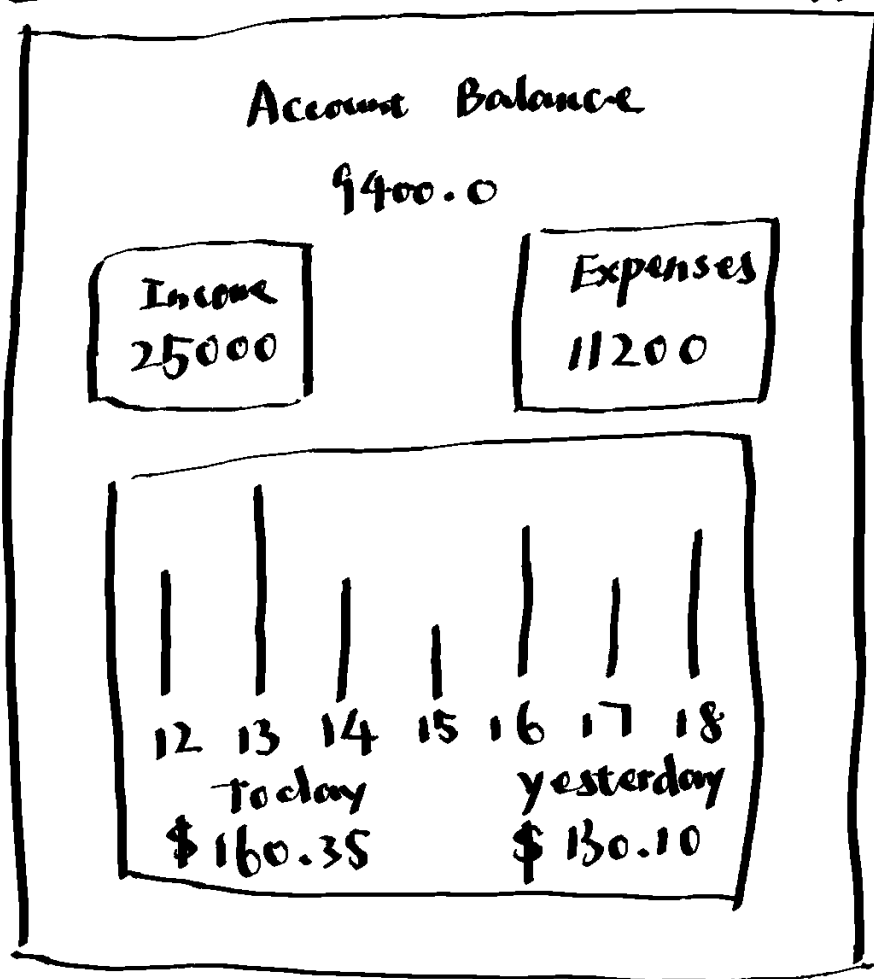 Account Balance
9400.0
Income
25000
Expenses
11200
12 13 14 15 16 17 18
Today yesterday
$160.35 $130.10